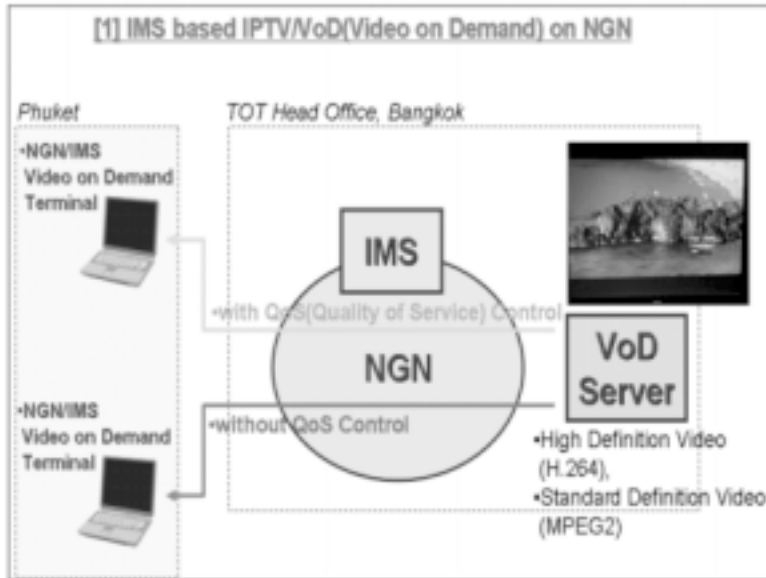 [1] IMS based IPTV/VoD(Video on Demand) on NGN
Phuket
TOT Head Office, Bangkok
•NGN/IMS
Video on Demand
Terminal
IMS
•with QoS(Quality of Service) Control
NGN
VoD
Server
•without QoS Control
•NGN/IMS
Video on Demand
Terminal
•High Definition Video
(H.264),
•Standard Definition Video
(MPEG2)